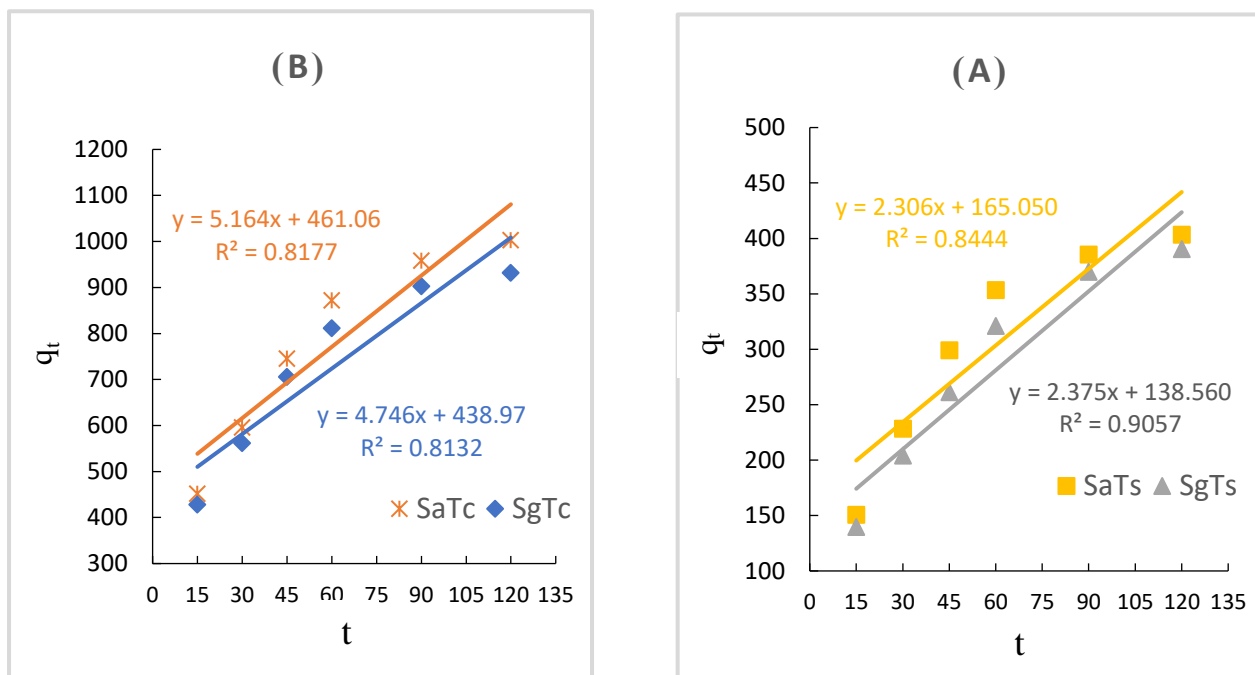 (B)
1200
1100
1000
900
800
700
600
500
400
300
qt
y = 5.164x + 461.06
R² = 0.8177
y = 4.746x + 438.97
R² = 0.8132
SaTc SgTc
0 15 30 45 60 75 90 105 120 135
t
(A)
500
450
400
350
300
250
200
150
100
qt
y = 2.306x + 165.050
R² = 0.8444
y = 2.375x + 138.560
R² = 0.9057
SaTs SgTs
0 15 30 45 60 75 90 105 120 135
t